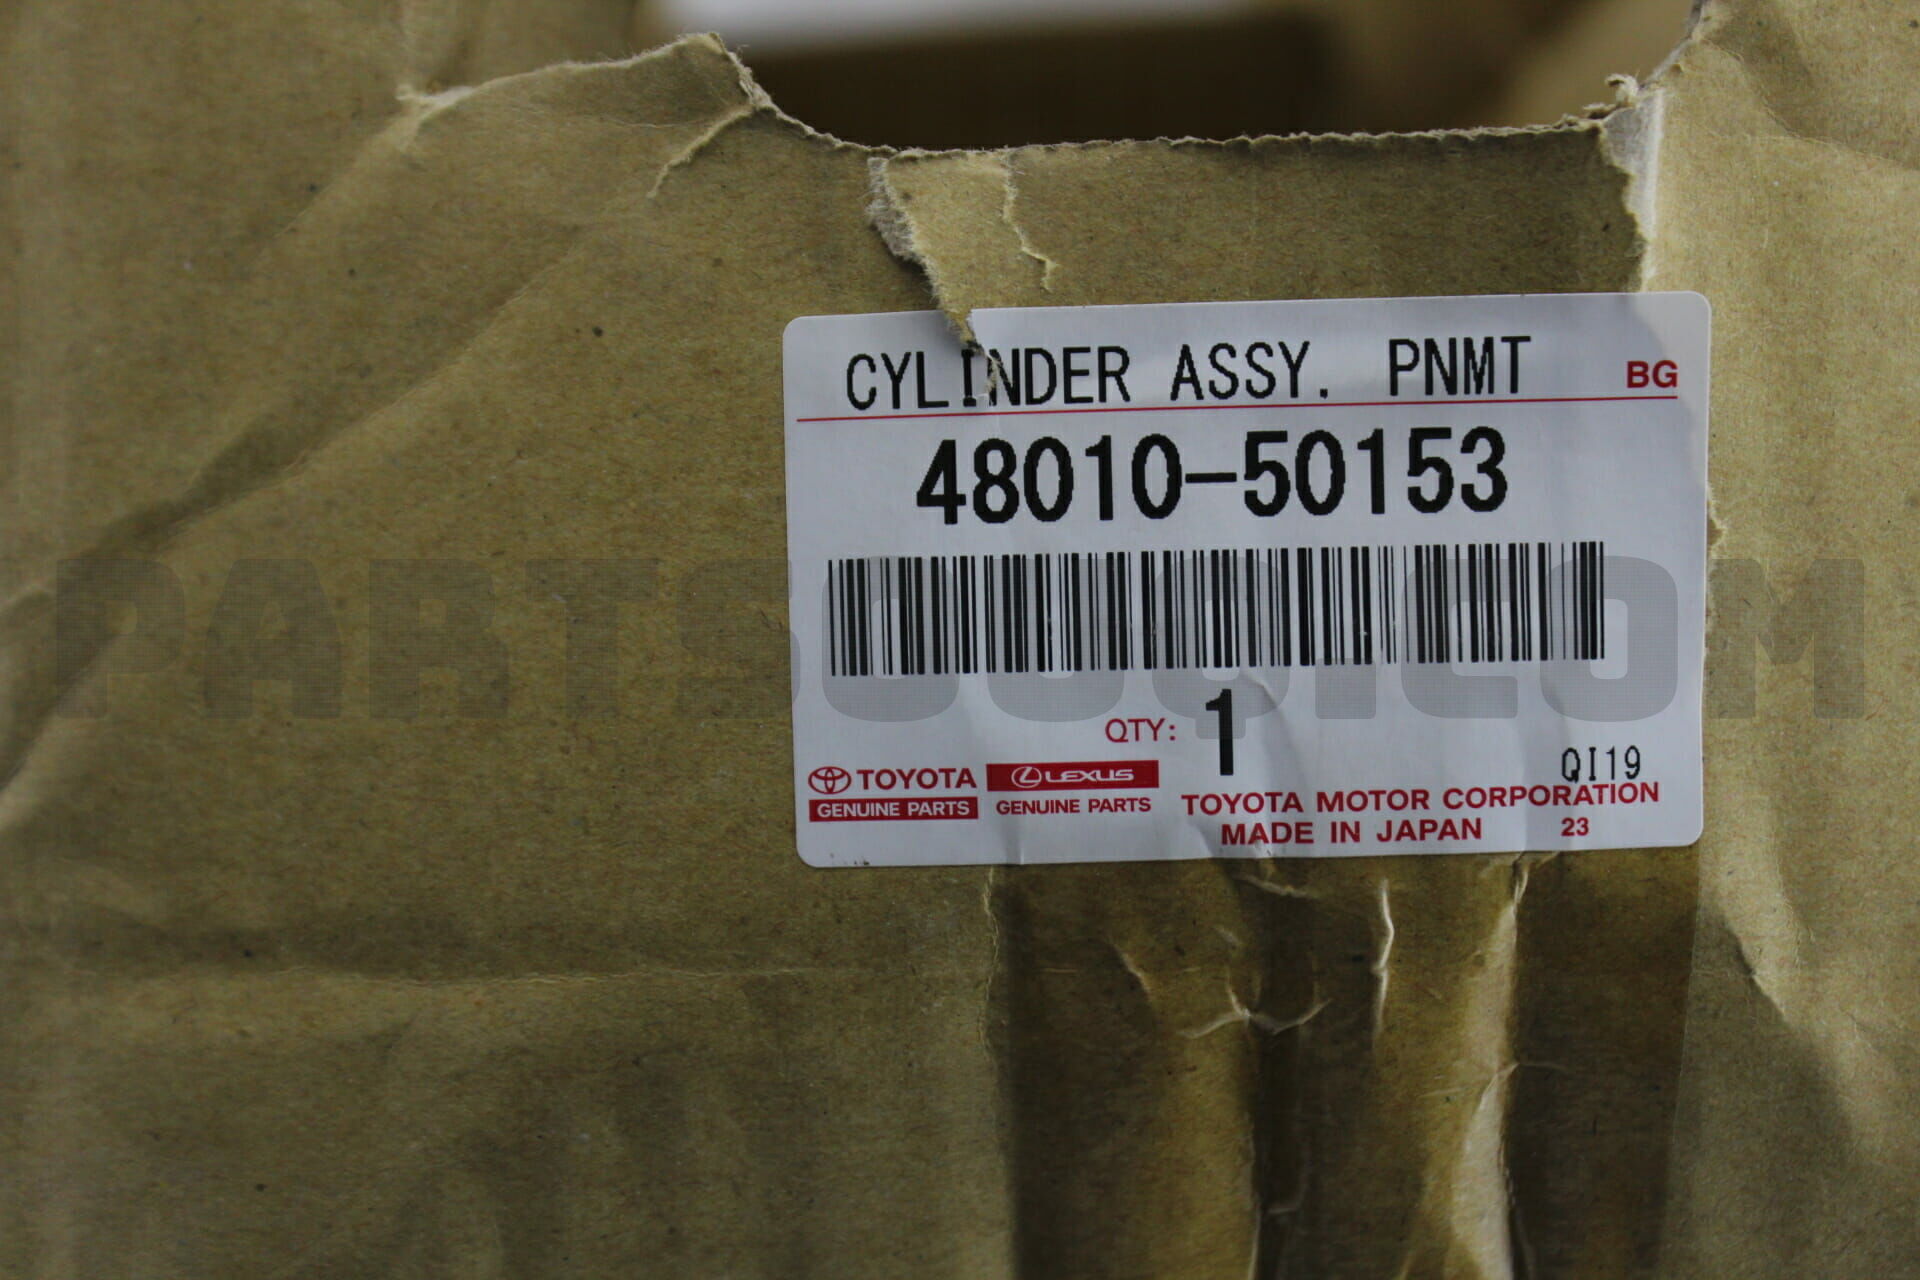 CYLINDER ASSY. PNMT BG
48010-50153
PARTSOUQ.COM
QTY: 1
QI19
TOYOTA
GENUINE PARTS
LEXUS
GENUINE PARTS
TOYOTA MOTOR CORPORATION
MADE IN JAPAN 23